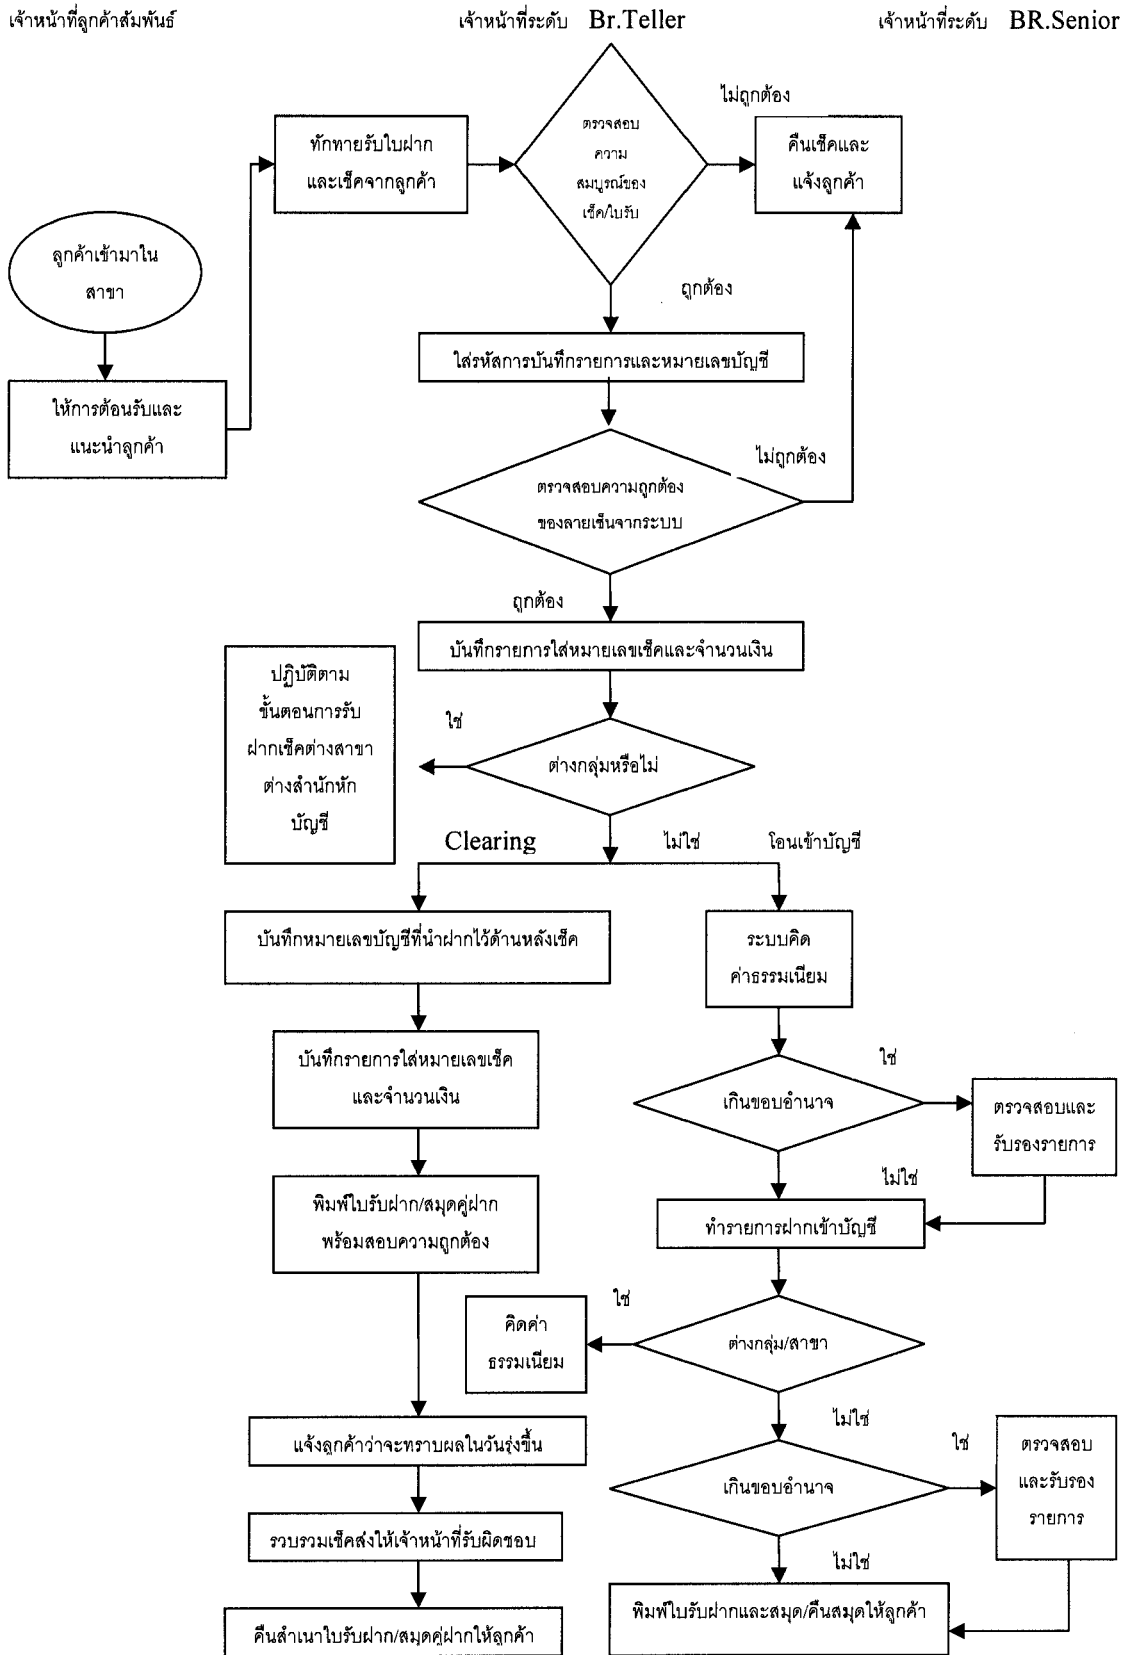 เจ้าหน้าที่ลูกค้าสัมพันธ์
เจ้าหน้าที่ระดับ Br.Teller
เจ้าหน้าที่ระดับ BR.Senior
ไม่ถูกต้อง
ทักทายรับใบฝาก
และเช็คจากลูกค้า
ตรวจสอบ
ความ
สมบูรณ์ของ
เช็ค/ใบรับ
คืนเช็คและ
แจ้งลูกค้า
ลูกค้าเข้ามาใน
สาขา
ถูกต้อง
ใส่รหัสการบันทึกรายการและหมายเลขบัญชี
ให้การต้อนรับและ
แนะนำลูกค้า
ไม่ถูกต้อง
ตรวจสอบความถูกต้อง
ของลายเซ็นจากระบบ
ถูกต้อง
บันทึกรายการใส่หมายเลขเช็คและจำนวนเงิน
ปฏิบัติตาม
ขั้นตอนการรับ
ฝากเช็คต่างสาขา
ต่างสำนักหัก
บัญชี
ใช่
ต่างกลุ่มหรือไม่
Clearing
ไม่ใช่
โอนเข้าบัญชี
บันทึกหมายเลขบัญชีที่นำฝากไว้ด้านหลังเช็ค
ระบบคิด
ค่าธรรมเนียม
บันทึกรายการใส่หมายเลขเช็ค
และจำนวนเงิน
ใช่
เกินขอบอำนาจ
ตรวจสอบและ
รับรองรายการ
ไม่ใช่
พิมพ์ใบรับฝาก/สมุดคู่ฝาก
พร้อมสอบความถูกต้อง
ทำรายการฝากเข้าบัญชี
ใช่
คิดค่า
ธรรมเนียม
ต่างกลุ่ม/สาขา
ไม่ใช่
แจ้งลูกค้าว่าจะทราบผลในวันรุ่งขึ้น
ใช่
เกินขอบอำนาจ
ตรวจสอบ
และรับรอง
รายการ
รวบรวมเช็คส่งให้เจ้าหน้าที่รับผิดชอบ
ไม่ใช่
คืนสำเนาใบรับฝาก/สมุดคู่ฝากให้ลูกค้า
พิมพ์ใบรับฝากและสมุด/คืนสมุดให้ลูกค้า